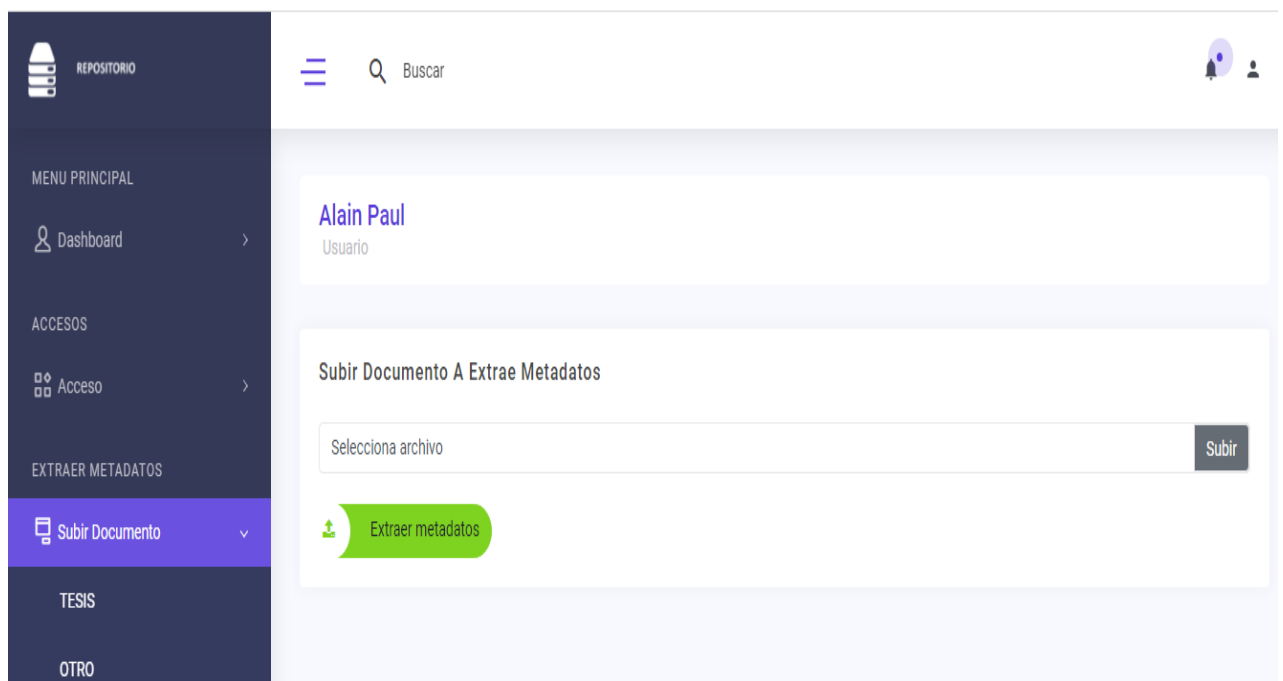 REPOSITORIO
Buscar
MENU PRINCIPAL
Dashboard
ACCESOS
Acceso
EXTRAER METADATOS
Subir Documento
TESIS
OTRO
Alain Paul
Usuario
Subir Documento A Extrae Metadatos
Selecciona archivo
Subir
Extraer metadatos